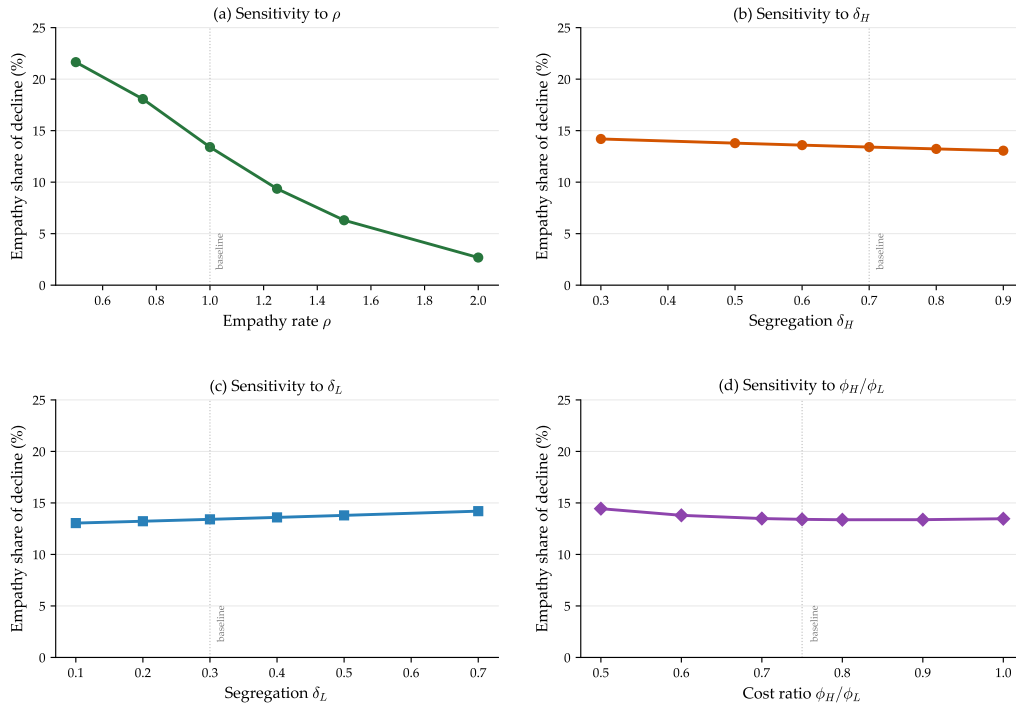 (a) Sensitivity to ρ
Empathy share of decline (%)
25
20
15
10
5
0
baseline
0.6 0.8 1.0 1.2 1.4 1.6 1.8 2.0
Empathy rate ρ
(b) Sensitivity to δ_H
Empathy share of decline (%)
25
20
15
10
5
0
baseline
0.3 0.4 0.5 0.6 0.7 0.8 0.9
Segregation δ_H
(c) Sensitivity to δ_L
Empathy share of decline (%)
25
20
15
10
5
0
baseline
0.1 0.2 0.3 0.4 0.5 0.6 0.7
Segregation δ_L
(d) Sensitivity to ϕ_H/ϕ_L
Empathy share of decline (%)
25
20
15
10
5
0
baseline
0.5 0.6 0.7 0.8 0.9 1.0
Cost ratio ϕ_H/ϕ_L